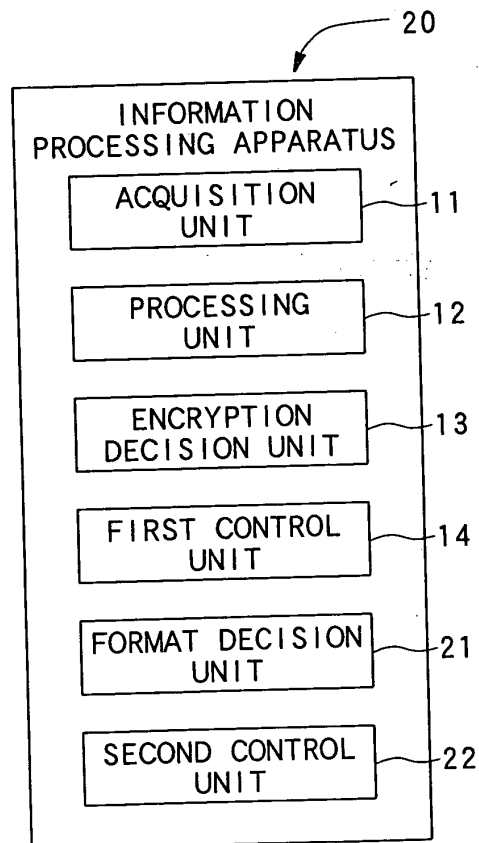 20
INFORMATION
PROCESSING APPARATUS
ACQUISITION
UNIT
11
PROCESSING
UNIT
12
ENCRYPTION
DECISION UNIT
13
FIRST CONTROL
UNIT
14
FORMAT DECISION
UNIT
21
SECOND CONTROL
UNIT
22